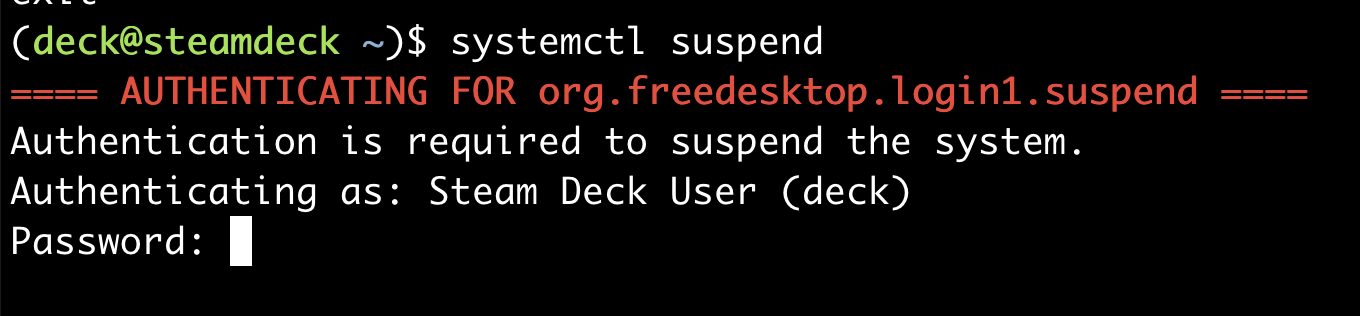 exit
(deck@steamdeck ~)$ systemctl suspend
==== AUTHENTICATING FOR org.freedesktop.login1.suspend ====
Authentication is required to suspend the system.
Authenticating as: Steam Deck User (deck)
Password: